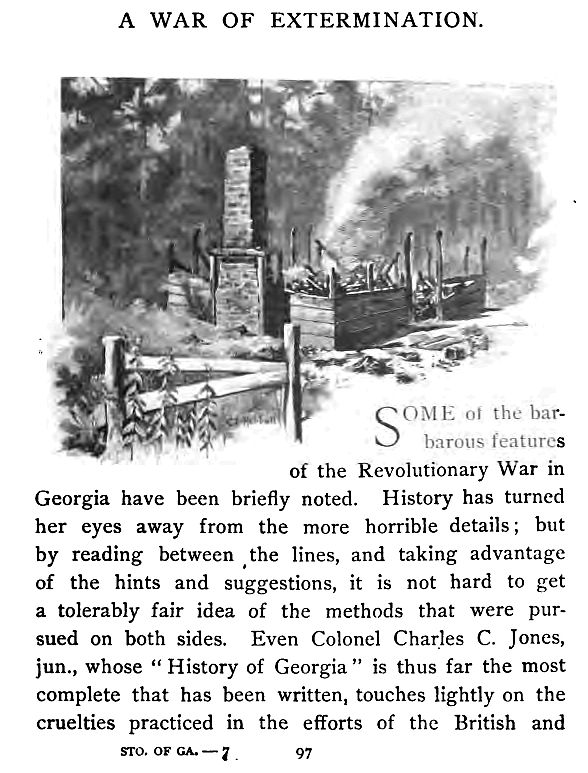 A WAR OF EXTERMINATION.
SOME of the bar-
barous features
of the Revolutionary War in
Georgia have been briefly noted. History has turned
her eyes away from the more horrible details; but
by reading between the lines, and taking advantage
of the hints and suggestions, it is not hard to get
a tolerably fair idea of the methods that were pur-
sued on both sides. Even Colonel Charles C. Jones,
jun., whose "History of Georgia" is thus far the most
complete that has been written, touches lightly on the
cruelties practiced in the efforts of the British and
STO. OF GA. — 7
97